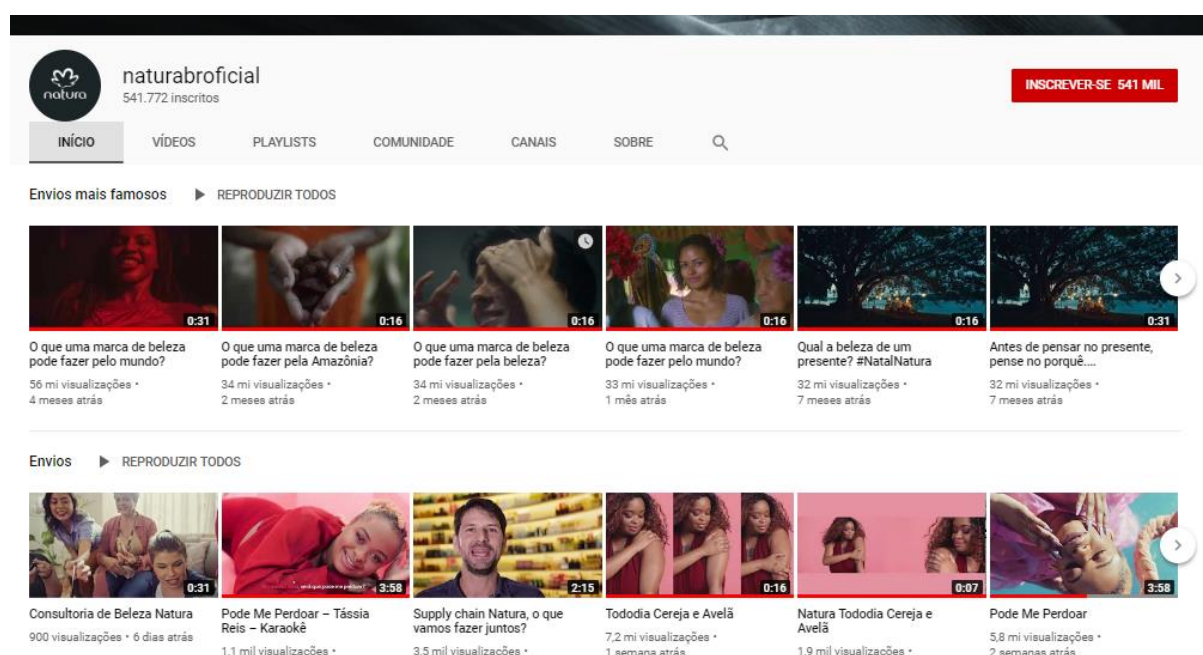 natura
naturabroficial
541.772 inscritos
INSCREVER-SE 541 MIL
INÍCIO VÍDEOS PLAYLISTS COMUNIDADE CANAIS SOBRE
Envios mais famosos REPRODUZIR TODOS
0:31 0:16 0:16 0:16 0:16 0:31
O que uma marca de beleza
pode fazer pelo mundo?
56 mi visualizações •
4 meses atrás
O que uma marca de beleza
pode fazer pela Amazônia?
34 mi visualizações •
2 meses atrás
O que uma marca de beleza
pode fazer pela beleza?
34 mi visualizações •
2 meses atrás
O que uma marca de beleza
pode fazer pelo mundo?
33 mi visualizações •
1 mês atrás
Qual a beleza de um
presente? #NatalNatura
32 mi visualizações •
7 meses atrás
Antes de pensar no presente,
pense no porquê....
32 mi visualizações •
7 meses atrás
Envios REPRODUZIR TODOS
0:31 3:58 2:15 0:16 0:07 3:58
Consultoria de Beleza Natura
900 visualizações • 6 dias atrás
Pode Me Perdoar – Tássia
Reis – Karaokê
1,1 mil visualizações •
Supply chain Natura, o que
vamos fazer juntos?
3,5 mil visualizações •
Tododia Cereja e Avelã
7,2 mi visualizações •
1 semana atrás
Natura Tododia Cereja e
Avelã
1,9 mil visualizações •
Pode Me Perdoar
5,8 mi visualizações •
2 semanas atrás